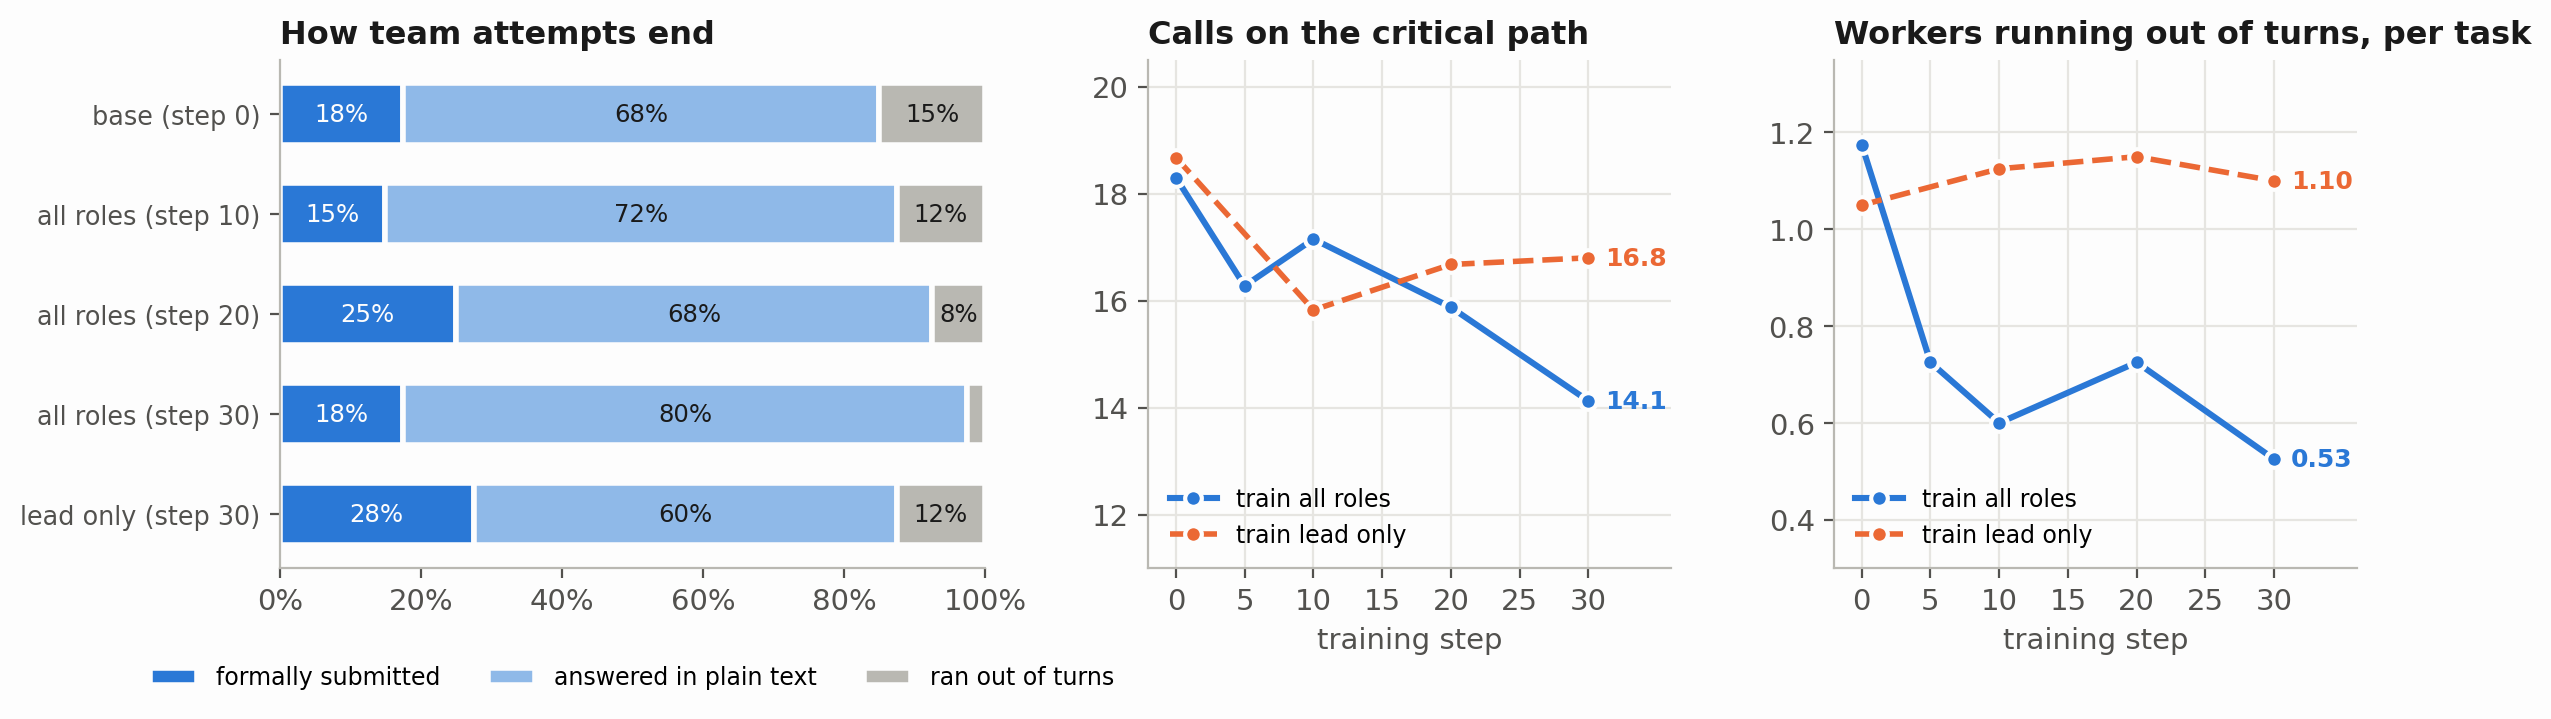 How team attempts end
base (step 0)
18%
68%
15%
all roles (step 10)
15%
72%
12%
all roles (step 20)
25%
68%
8%
all roles (step 30)
18%
80%
lead only (step 30)
28%
60%
12%
0%
20%
40%
60%
80%
100%
formally submitted
answered in plain text
ran out of turns
Calls on the critical path
20
18
16
14
12
16.8
14.1
train all roles
train lead only
0
5
10
15
20
25
30
training step
Workers running out of turns, per task
1.2
1.0
0.8
0.6
0.4
1.10
0.53
train all roles
train lead only
0
5
10
15
20
25
30
training step